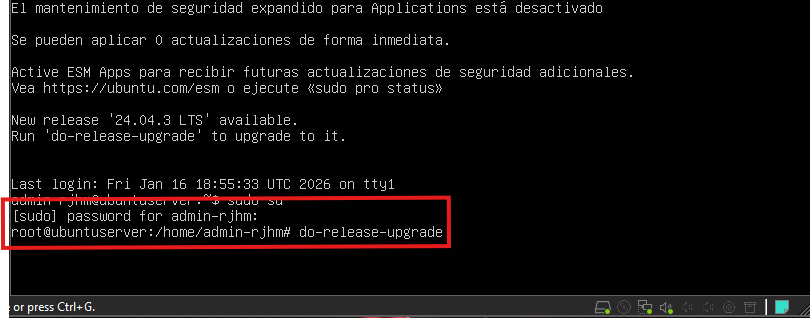 El mantenimiento de seguridad expandido para Applications está desactivado
Se pueden aplicar 0 actualizaciones de forma inmediata.
Active ESM Apps para recibir futuras actualizaciones de seguridad adicionales.
Vea https://ubuntu.com/esm o ejecute «sudo pro status»
New release '24.04.3 LTS' available.
Run 'do-release-upgrade' to upgrade to it.
Last login: Fri Jan 16 18:55:33 UTC 2026 on tty1
admin-rjhm@ubuntuserver:~$ sudo su
[sudo] password for admin-rjhm:
root@ubuntuserver:/home/admin-rjhm# do-release-upgrade
or press Ctrl+G.